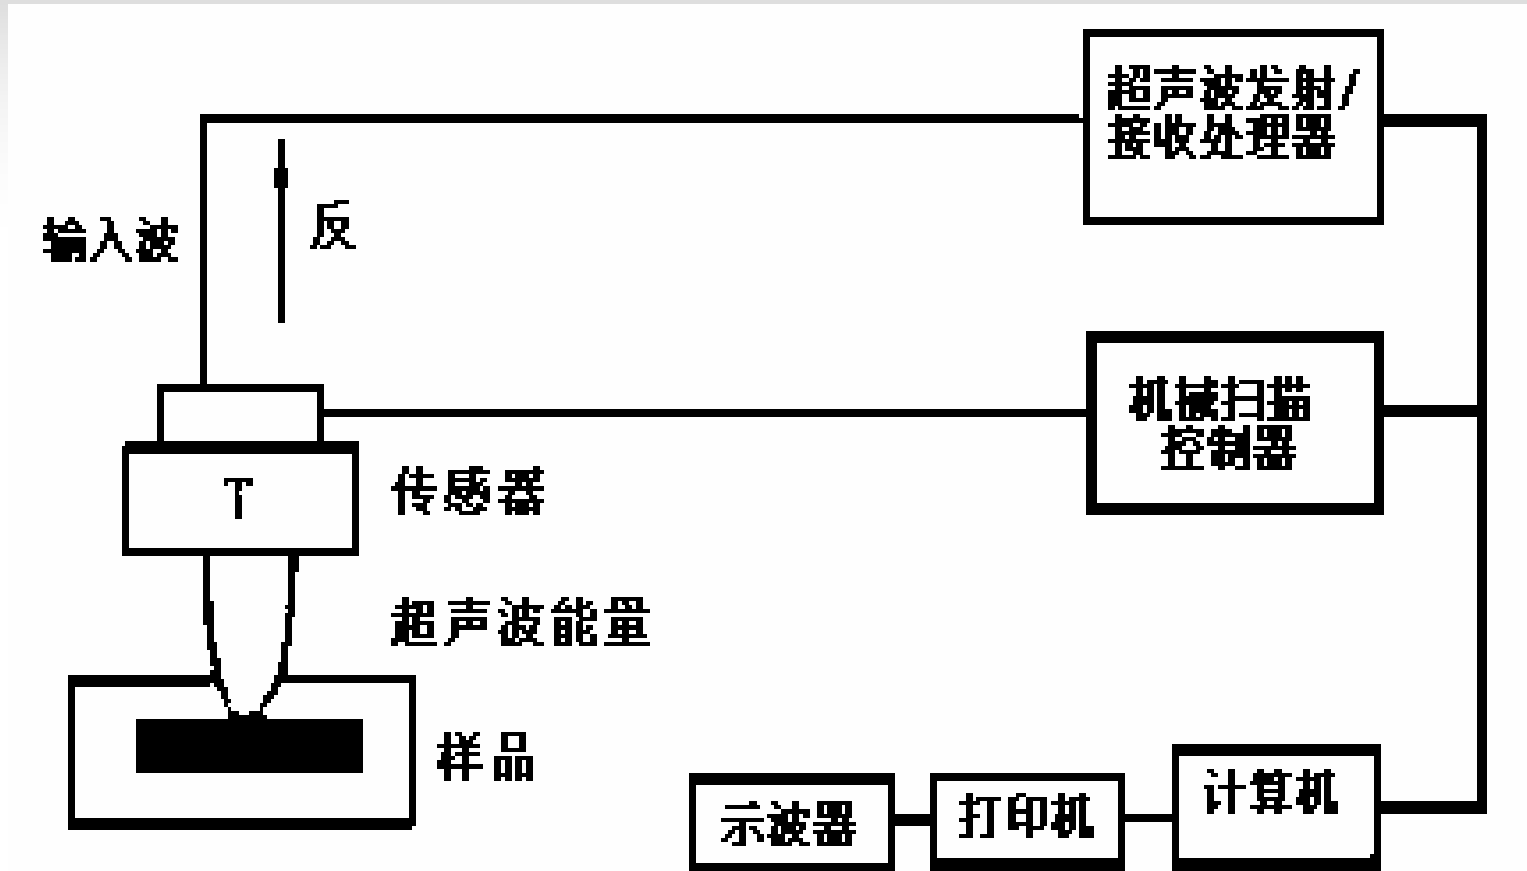 超声波发射/
接收处理器
输入波
反
机械扫描
控制器
T
传感器
超声波能量
样品
示波器
打印机
计算机